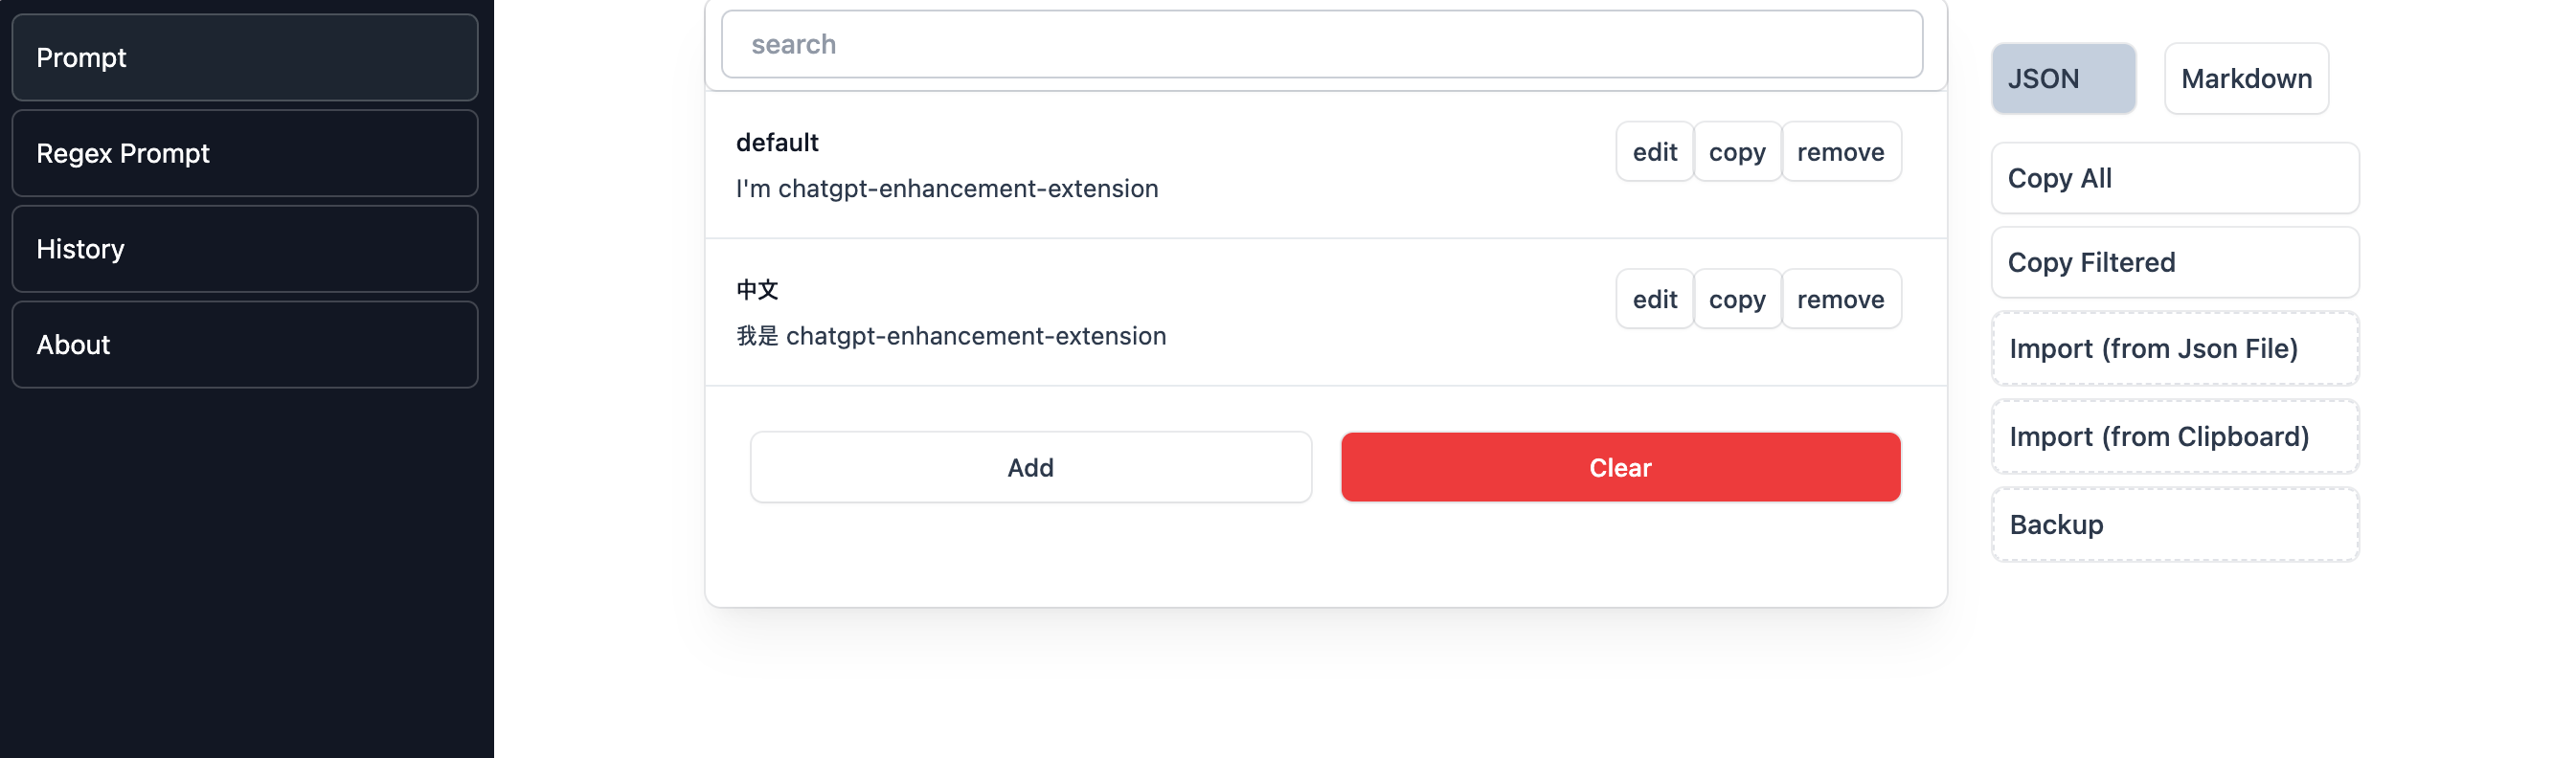 Prompt
Regex Prompt
History
About
search
default
I'm chatgpt-enhancement-extension
edit
copy
remove
中文
我是 chatgpt-enhancement-extension
edit
copy
remove
Add
Clear
JSON
Markdown
Copy All
Copy Filtered
Import (from Json File)
Import (from Clipboard)
Backup